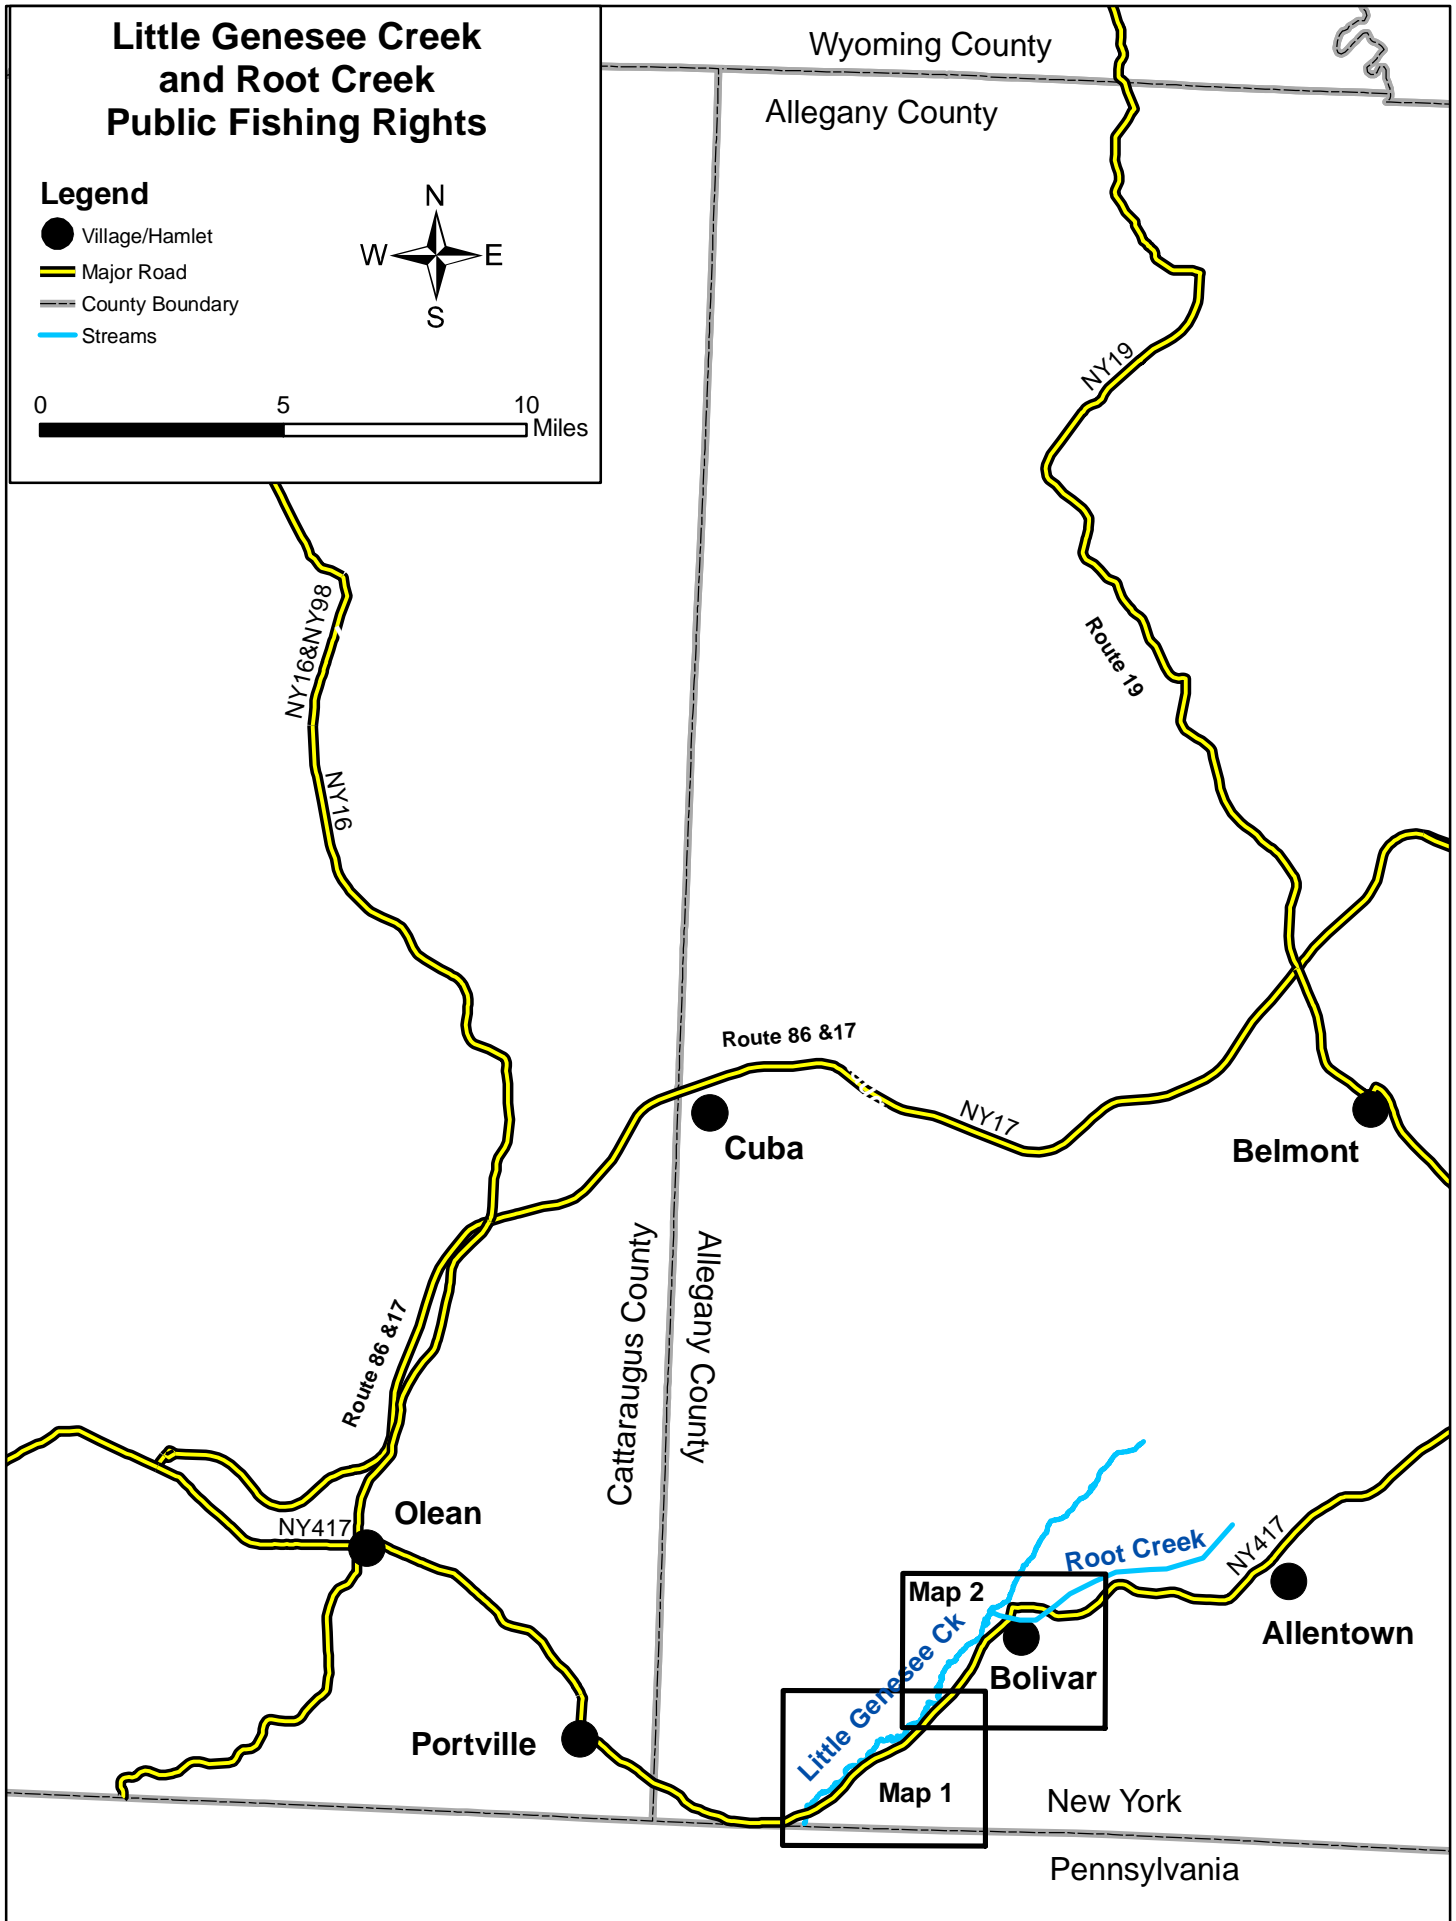 Little Genesee Creek
and Root Creek
Public Fishing Rights
Legend
Village/Hamlet
Major Road
County Boundary
Streams
N
W E
S
0 5 10
Miles
Wyoming County
Allegany County
NY19
NY16&NY98
Route 19
NY16
Route 86 &17
NY17
Cuba
Belmont
Cattaraugus County
Allegany County
Route 86 &17
Olean
NY417
Root Creek
NY417
Map 2
Little Genesee Ck
Allentown
Bolivar
Portville
Map 1
New York
Pennsylvania